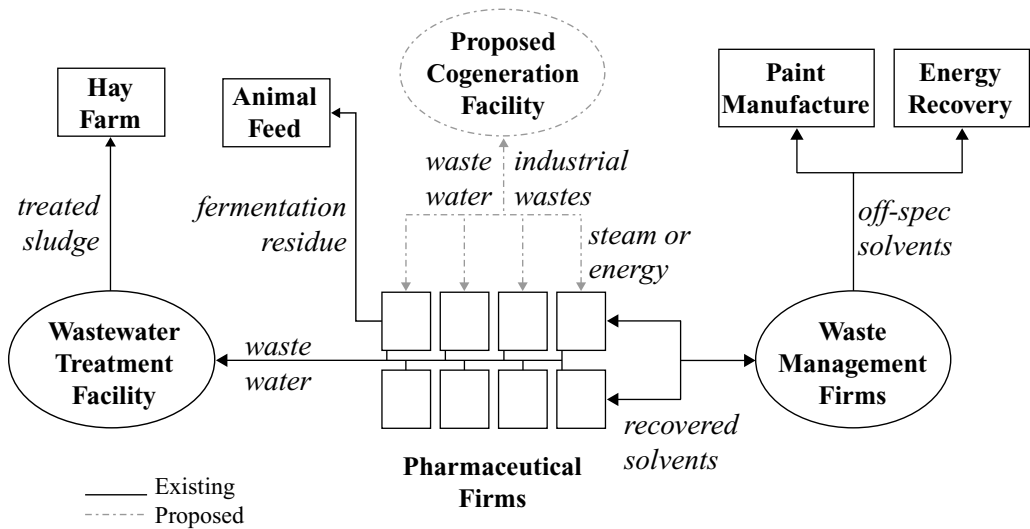 Proposed
Cogeneration
Facility
Hay
Farm
Animal
Feed
Paint
Manufacture
Energy
Recovery
waste
water
industrial
wastes
treated
sludge
fermentation
residue
steam or
energy
off-spec
solvents
Wastewater
Treatment
Facility
waste
water
Waste
Management
Firms
recovered
solvents
Pharmaceutical
Firms
Existing
Proposed